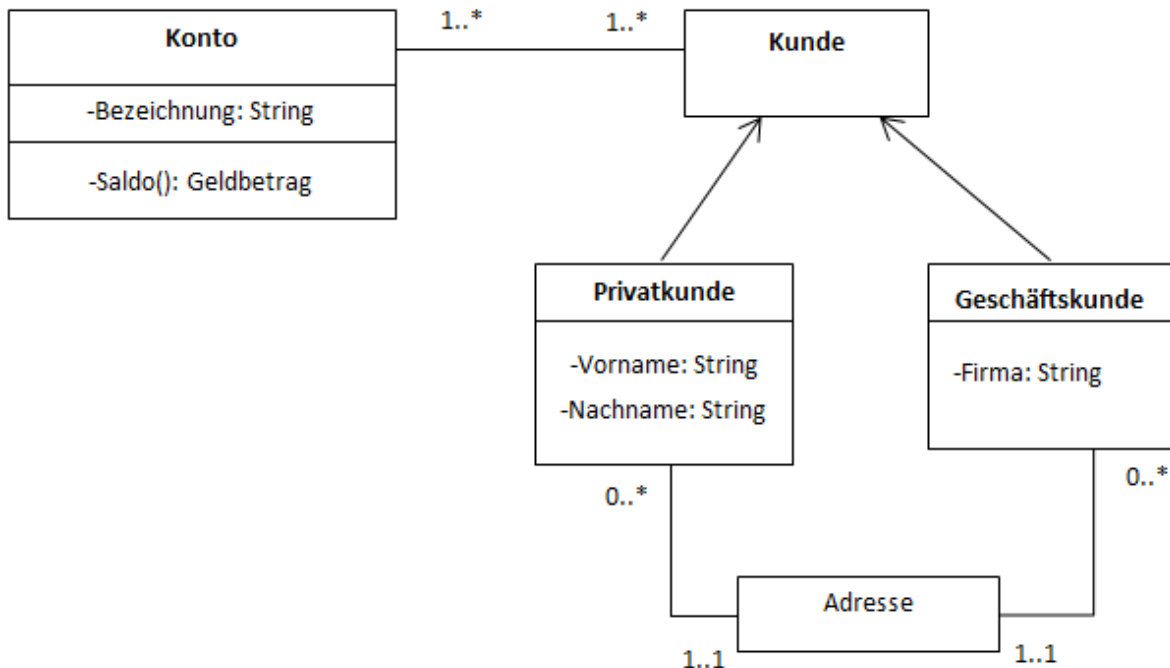 Konto
-Bezeichnung: String
-Saldo(): Geldbetrag
1..*
1..*
Kunde
Privatkunde
-Vorname: String
-Nachname: String
Geschäftskunde
-Firma: String
0..*
0..*
Adresse
1..1
1..1